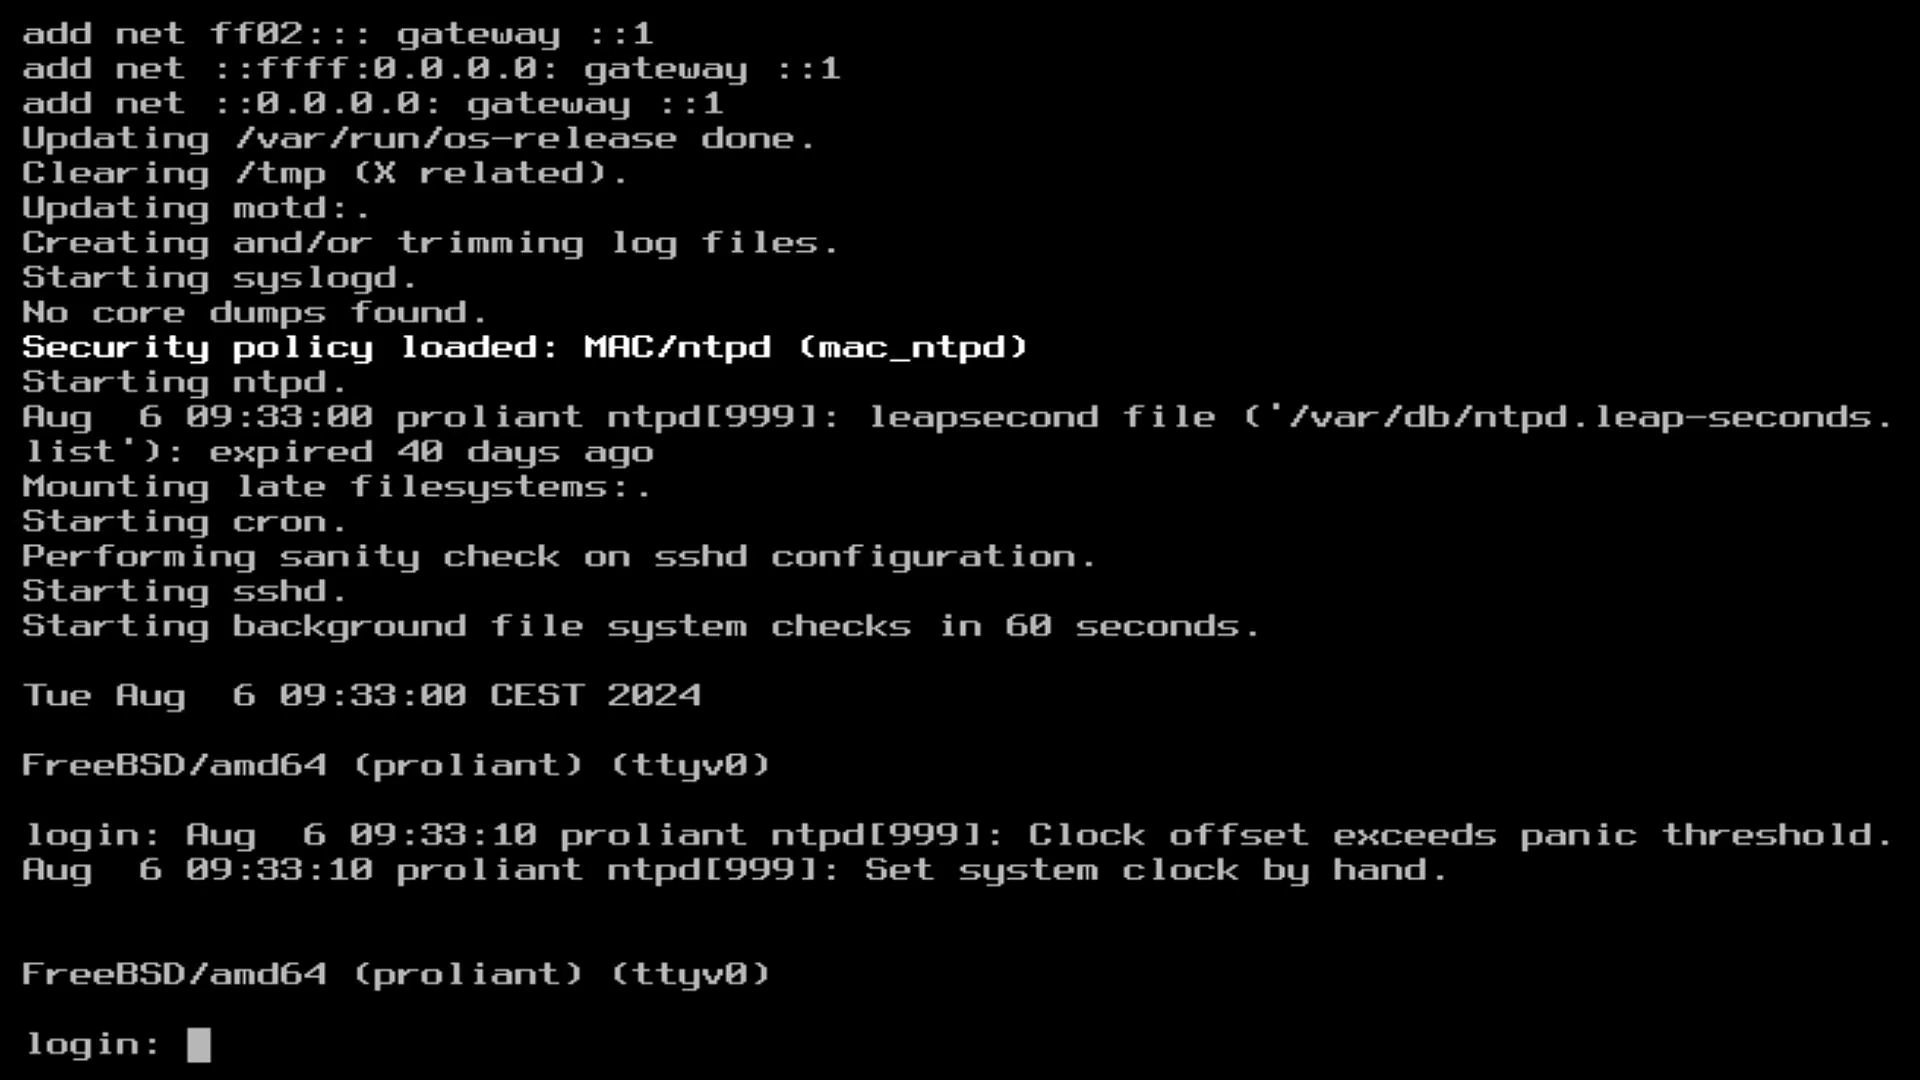 add net ff02::: gateway ::1
add net ::ffff:0.0.0.0: gateway ::1
add net ::0.0.0.0: gateway ::1
Updating /var/run/os-release done.
Clearing /tmp (X related).
Updating motd:.
Creating and/or trimming log files.
Starting syslogd.
No core dumps found.
Security policy loaded: MAC/ntpd (mac_ntpd)
Starting ntpd.
Aug  6 09:33:00 proliant ntpd[999]: leapsecond file ('/var/db/ntpd.leap-seconds.
list'): expired 40 days ago
Mounting late filesystems:.
Starting cron.
Performing sanity check on sshd configuration.
Starting sshd.
Starting background file system checks in 60 seconds.
Tue Aug  6 09:33:00 CEST 2024
FreeBSD/amd64 (proliant) (ttyv0)
login: Aug  6 09:33:10 proliant ntpd[999]: Clock offset exceeds panic threshold.
Aug  6 09:33:10 proliant ntpd[999]: Set system clock by hand.
FreeBSD/amd64 (proliant) (ttyv0)
login: